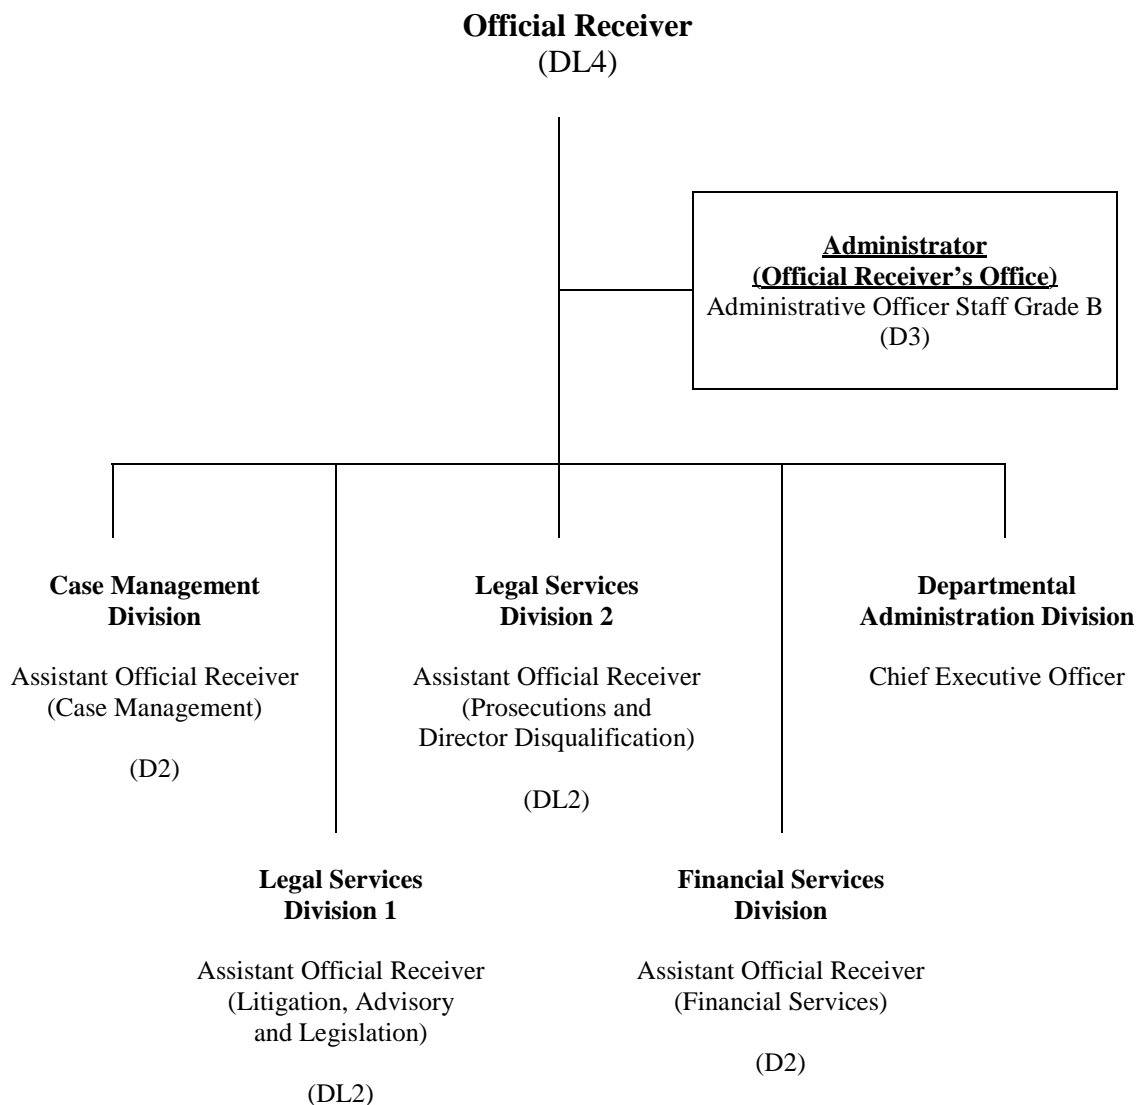 Official Receiver
(DL4)
Administrator
(Official Receiver’s Office)
Administrative Officer Staff Grade B
(D3)
Case Management
Division
Assistant Official Receiver
(Case Management)
(D2)
Legal Services
Division 2
Assistant Official Receiver
(Prosecutions and
Director Disqualification)
(DL2)
Departmental
Administration Division
Chief Executive Officer
Legal Services
Division 1
Assistant Official Receiver
(Litigation, Advisory
and Legislation)
(DL2)
Financial Services
Division
Assistant Official Receiver
(Financial Services)
(D2)